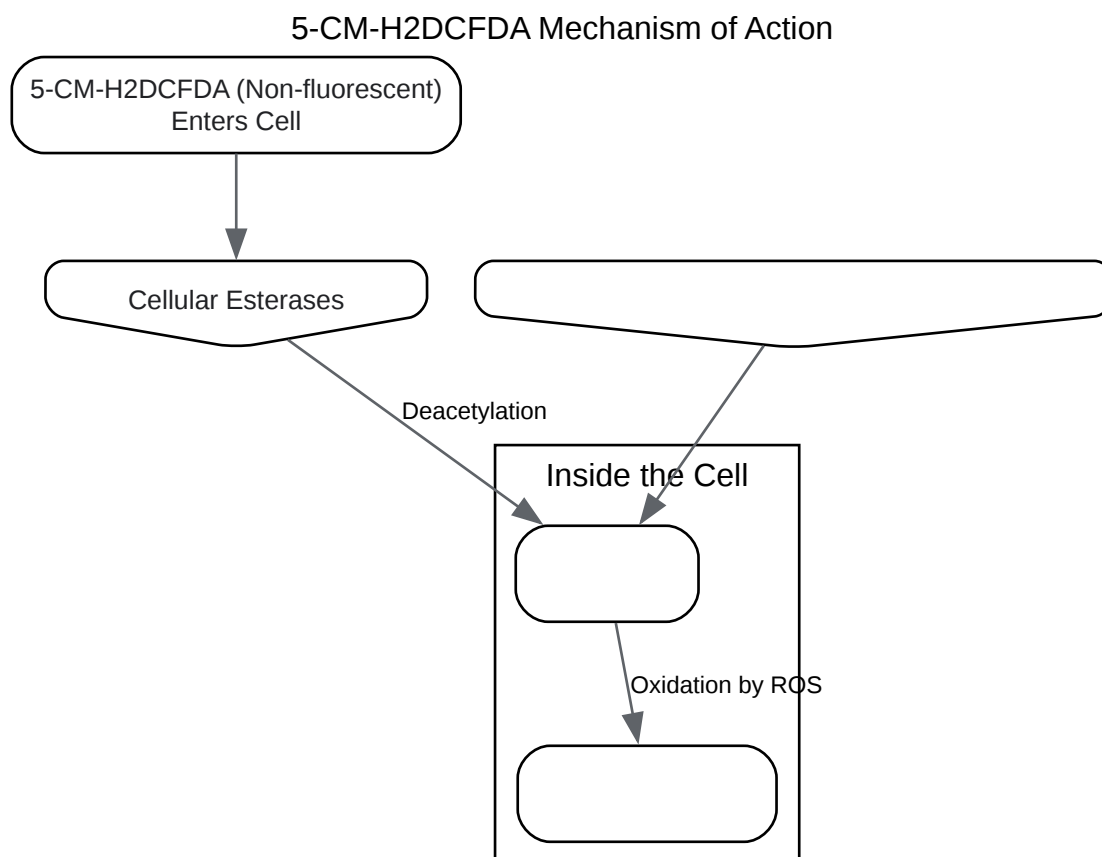 5-CM-H2DCFDA Mechanism of Action
5-CM-H2DCFDA (Non-fluorescent)
Enters Cell
Cellular Esterases
Deacetylation
Inside the Cell
Oxidation by ROS